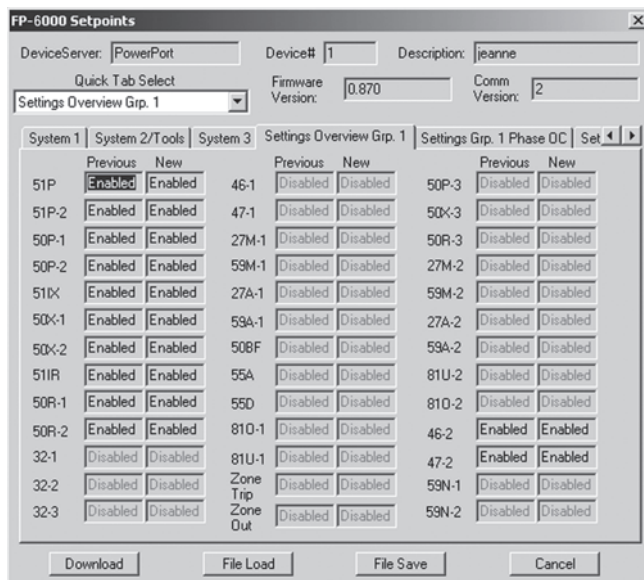 FP-6000 Setpoints
DeviceServer: PowerPort Device# 1 Description: jeanne
Quick Tab Select
Settings Overview Grp. 1
Firmware Version: 0.870
Comm Version: 2
System 1 System 2/Tools System 3 Settings Overview Grp. 1 Settings Grp. 1 Phase OC Set
Previous New Previous New Previous New
51P Enabled Enabled 46-1 Disabled Disabled 50P-3 Disabled Disabled
51P-2 Enabled Enabled 47-1 Disabled Disabled 50X-3 Disabled Disabled
50P-1 Enabled Enabled 27M-1 Disabled Disabled 50R-3 Disabled Disabled
50P-2 Enabled Enabled 59M-1 Disabled Disabled 27M-2 Disabled Disabled
51IX Enabled Enabled 27A-1 Disabled Disabled 59M-2 Disabled Disabled
50X-1 Enabled Enabled 59A-1 Disabled Disabled 27A-2 Disabled Disabled
50X-2 Enabled Enabled 50BF Disabled Disabled 59A-2 Disabled Disabled
51IR Enabled Enabled 55A Disabled Disabled 81U-2 Disabled Disabled
50R-1 Enabled Enabled 55D Disabled Disabled 81O-2 Disabled Disabled
50R-2 Enabled Enabled 81O-1 Disabled Disabled 46-2 Enabled Enabled
32-1 Disabled Disabled 81U-1 Disabled Disabled 47-2 Enabled Enabled
32-2 Disabled Disabled Zone Trip Disabled Disabled 59N-1 Disabled Disabled
32-3 Disabled Disabled Zone Out Disabled Disabled 59N-2 Disabled Disabled
Download File Load File Save Cancel